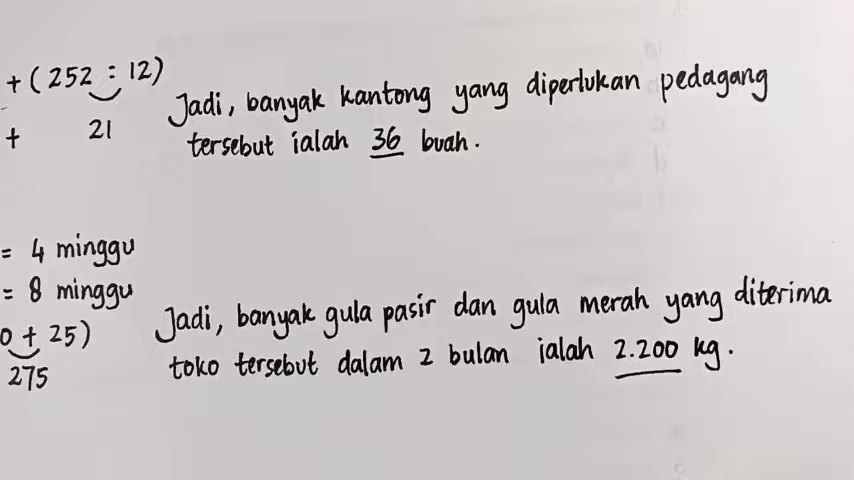 + (252 : 12)
+ 21
Jadi, banyak kantong yang diperlukan pedagang
tersebut ialah 36 buah.
= 4 minggu
= 8 minggu
0 + 25)
275
Jadi, banyak gula pasir dan gula merah yang diterima
toko tersebut dalam 2 bulan ialah 2.200 kg.